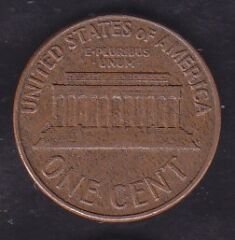 UNITED STATES OF AMERICA
E·PLURIBUS
UNUM
ONE CENT